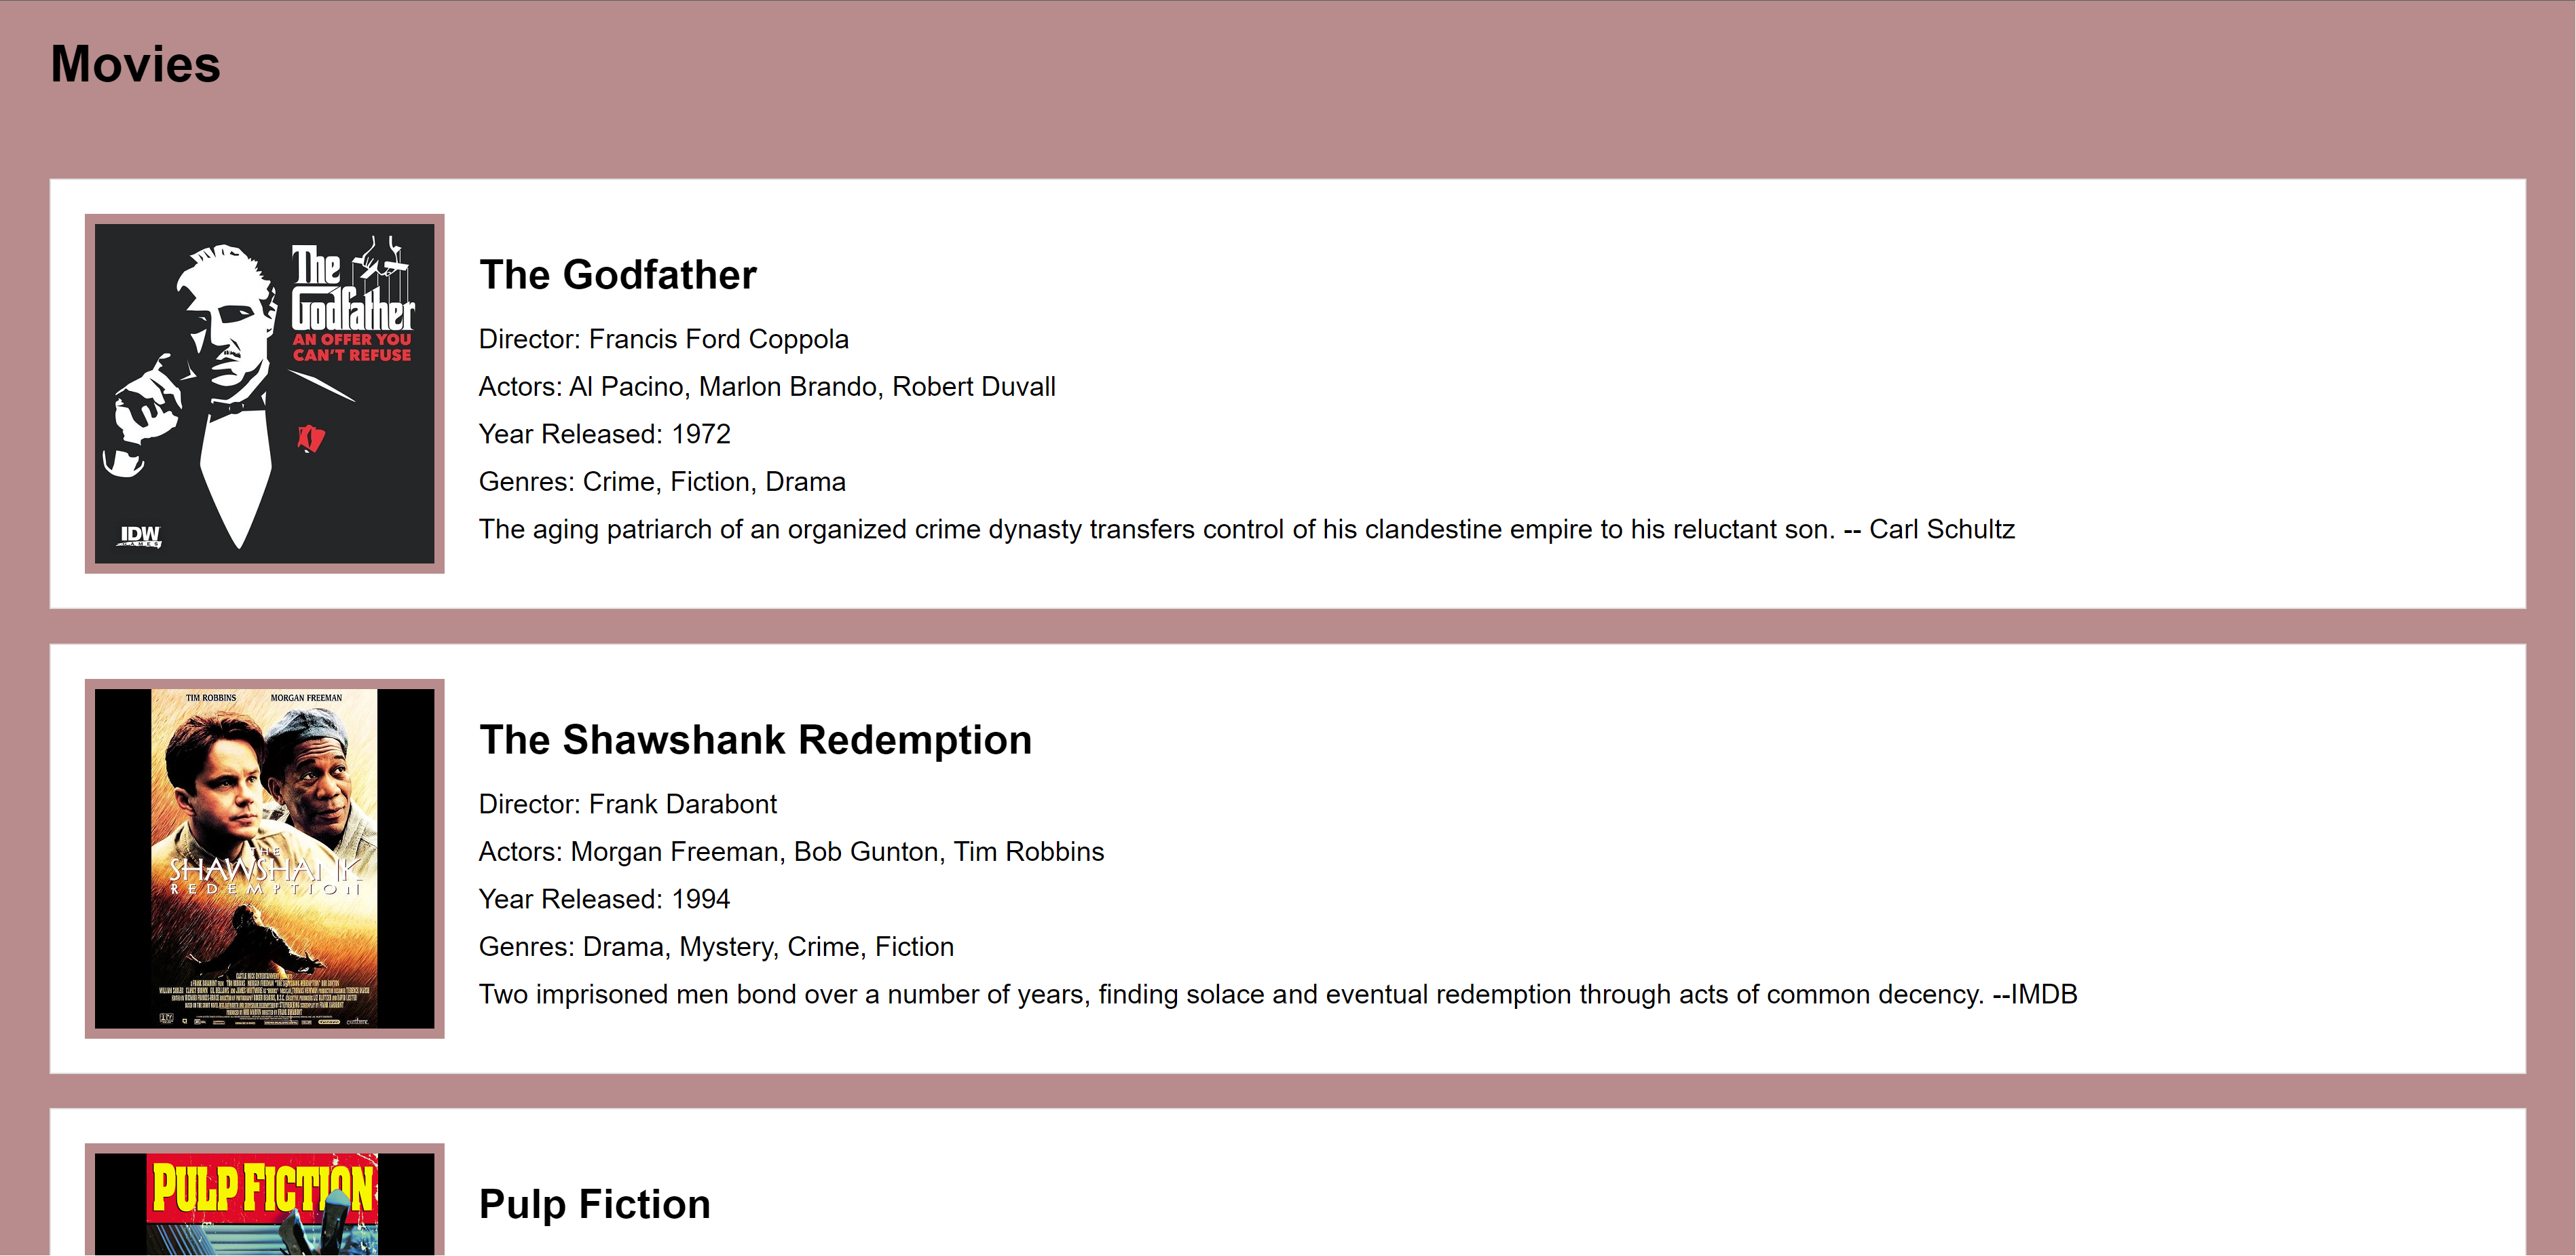 Movies
The
Godfather
AN OFFER YOU
CAN'T REFUSE
IDW
GAMES
The Godfather
Director: Francis Ford Coppola
Actors: Al Pacino, Marlon Brando, Robert Duvall
Year Released: 1972
Genres: Crime, Fiction, Drama
The aging patriarch of an organized crime dynasty transfers control of his clandestine empire to his reluctant son. -- Carl Schultz
TIM ROBBINS MORGAN FREEMAN
THE
SHAWSHANK
REDEMPTION
The Shawshank Redemption
Director: Frank Darabont
Actors: Morgan Freeman, Bob Gunton, Tim Robbins
Year Released: 1994
Genres: Drama, Mystery, Crime, Fiction
Two imprisoned men bond over a number of years, finding solace and eventual redemption through acts of common decency. --IMDB
PULP FICTION
Pulp Fiction